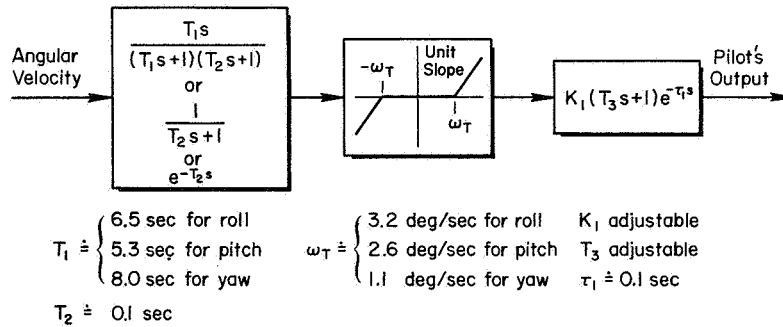 Angular
Velocity
T₁s
(T₁s+1)(T₂s+1)
or
1
T₂s+1
or
e^{-T₂s}
Unit
Slope
-ω_T
ω_T
K₁(T₃s+1)e^{-τ₁s}
Pilot's
Output
T₁ ≐ { 6.5 sec for roll
5.3 sec for pitch
8.0 sec for yaw
T₂ ≐ 0.1 sec
ω_T ≐ { 3.2 deg/sec for roll
2.6 deg/sec for pitch
1.1 deg/sec for yaw
K₁ adjustable
T₃ adjustable
τ₁ ≐ 0.1 sec